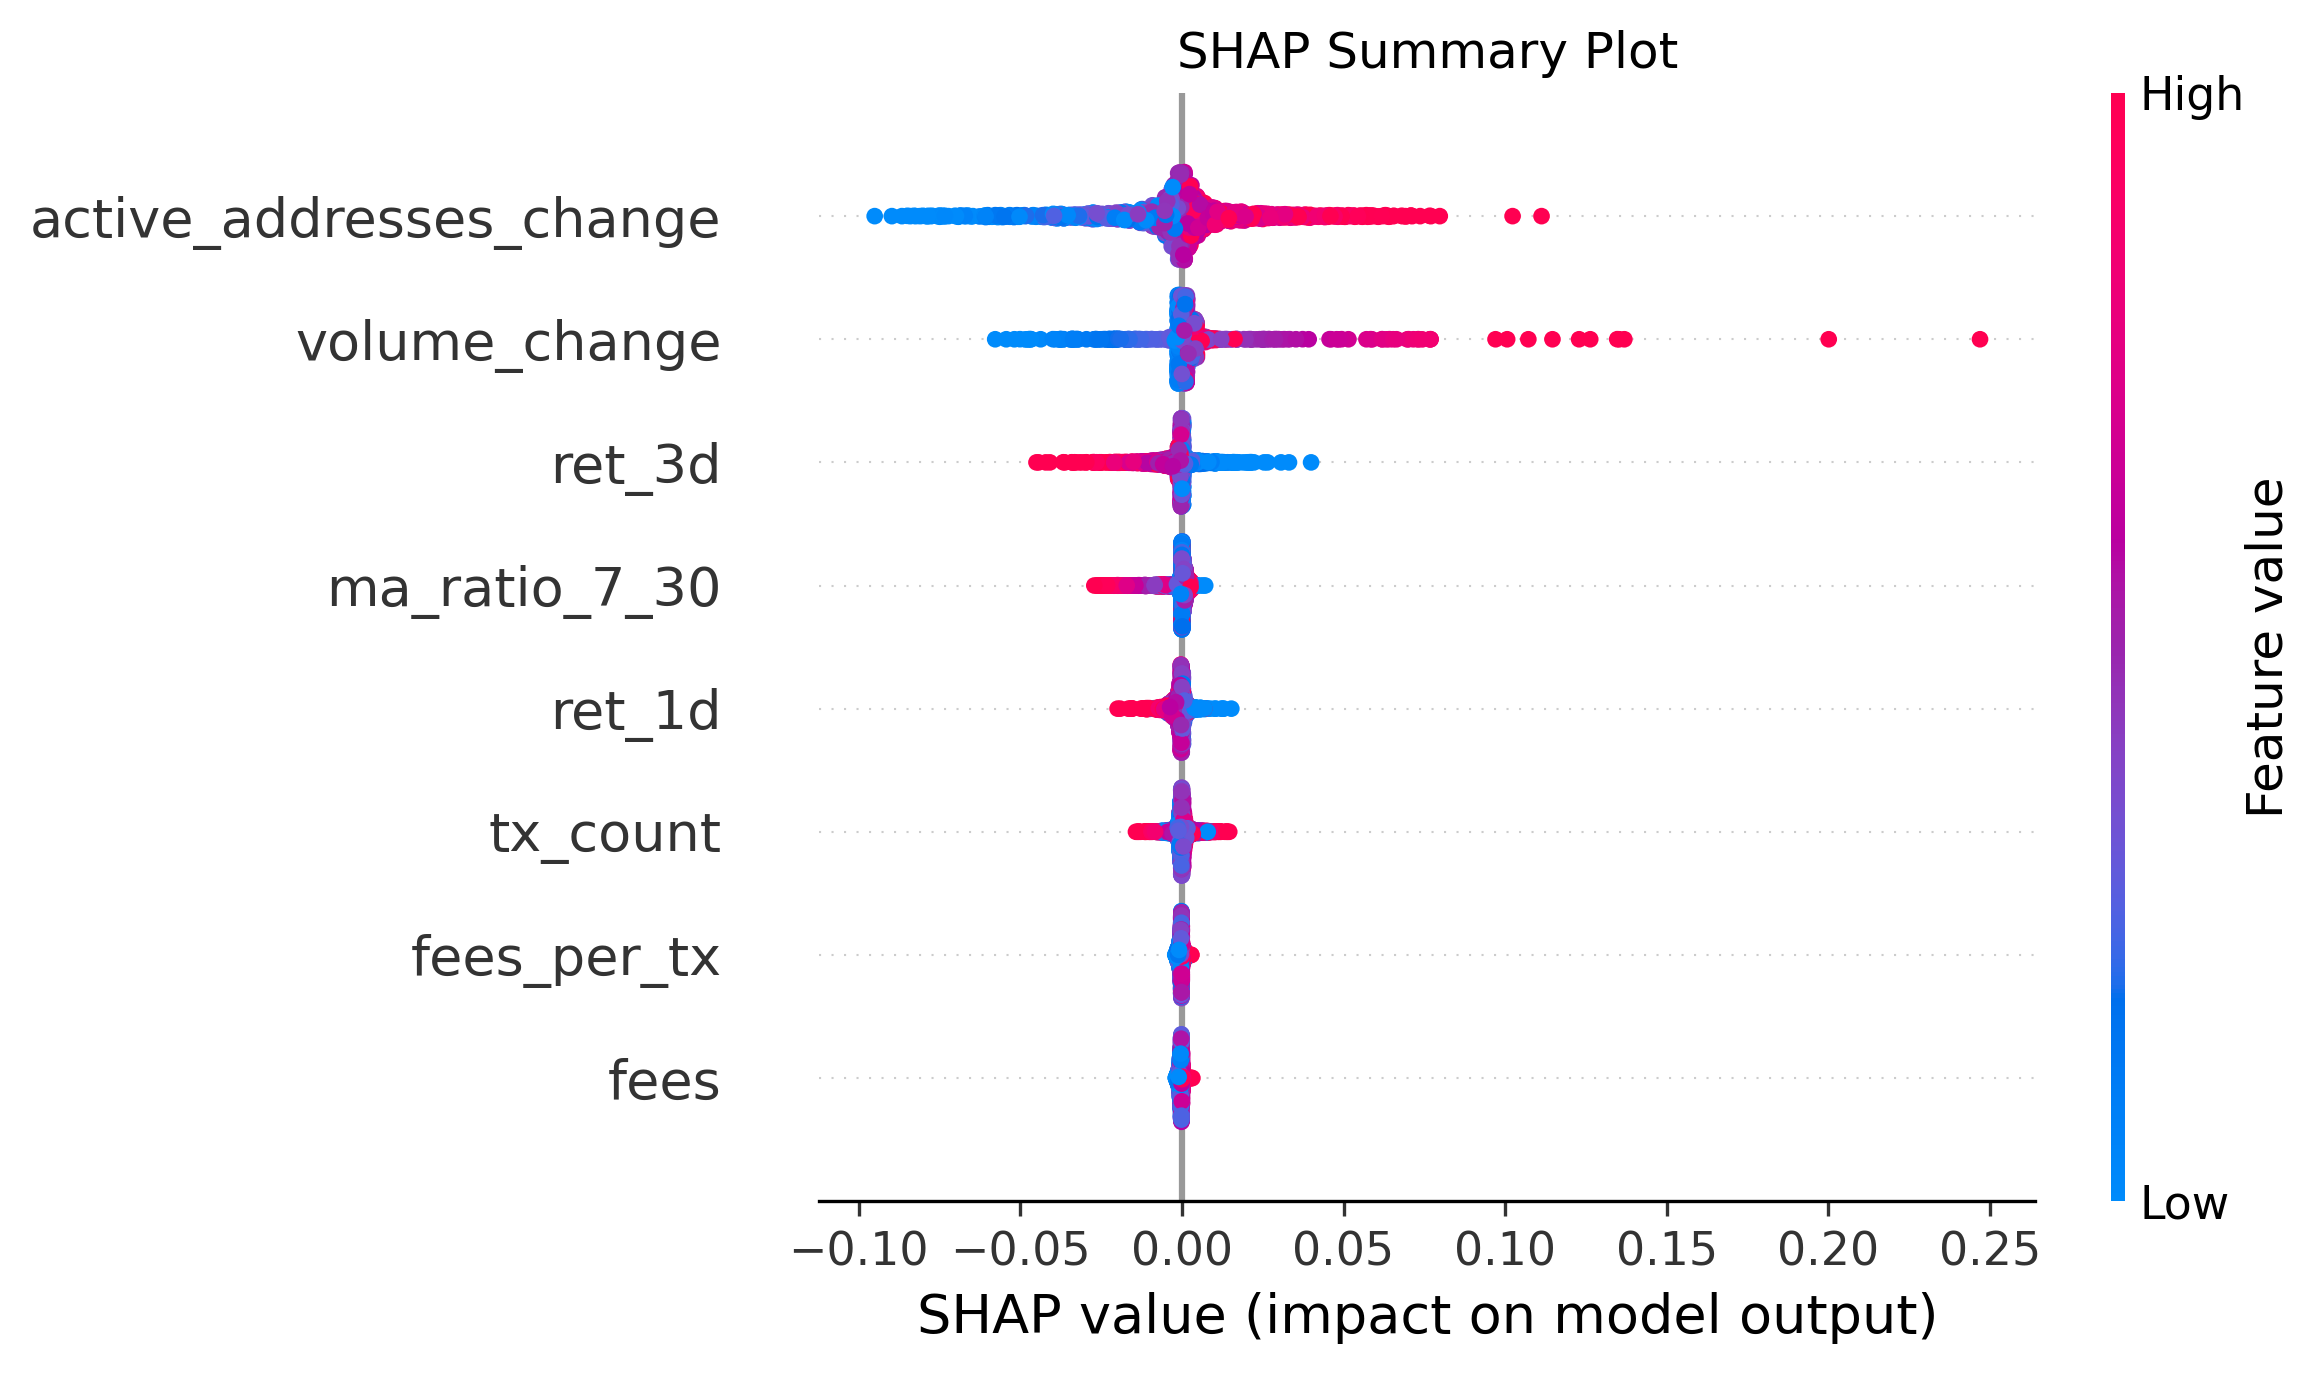 SHAP Summary Plot
High
active_addresses_change
volume_change
ret_3d
ma_ratio_7_30
ret_1d
tx_count
fees_per_tx
fees
Feature value
Low
−0.10 −0.05 0.00 0.05 0.10 0.15 0.20 0.25
SHAP value (impact on model output)